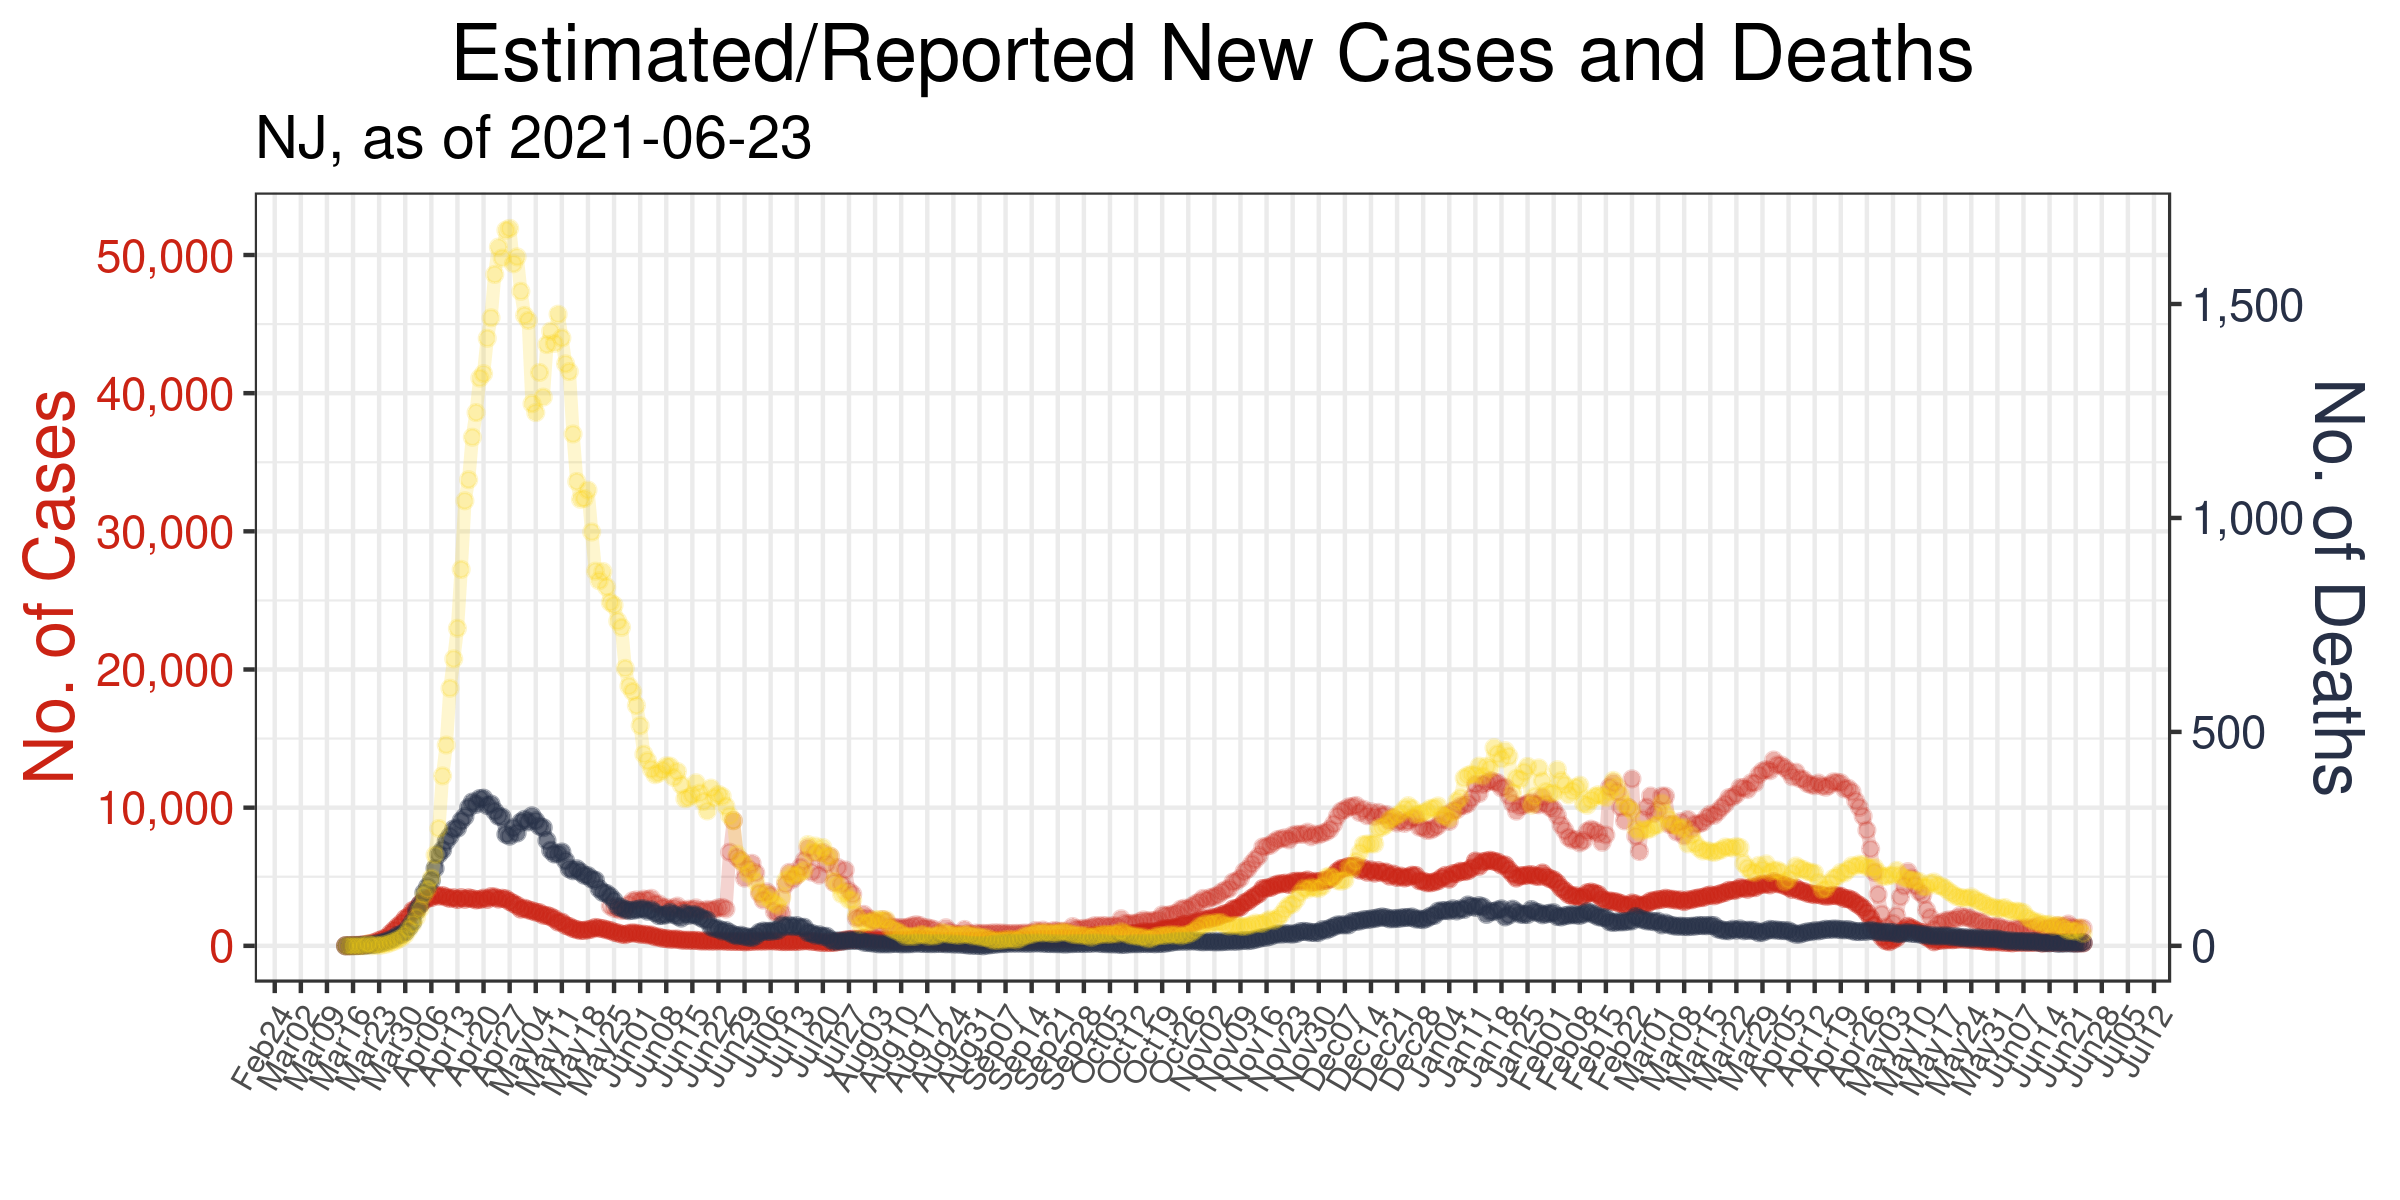 Estimated/Reported New Cases and Deaths
NJ, as of 2021-06-23
No. of Cases
50,000
40,000
30,000
20,000
10,000
0
1,500
1,000
500
0
No. of Deaths
Feb24
Mar02
Mar09
Mar16
Mar23
Mar30
Apr06
Apr13
Apr20
Apr27
May04
May11
May18
May25
Jun01
Jun08
Jun15
Jun22
Jun29
Jul06
Jul13
Jul20
Jul27
Aug03
Aug10
Aug17
Aug24
Aug31
Sep07
Sep14
Sep21
Sep28
Oct05
Oct12
Oct19
Oct26
Nov02
Nov09
Nov16
Nov23
Nov30
Dec07
Dec14
Dec21
Dec28
Jan04
Jan11
Jan18
Jan25
Feb01
Feb08
Feb15
Feb22
Mar01
Mar08
Mar15
Mar22
Mar29
Apr05
Apr12
Apr19
Apr26
May03
May10
May17
May24
May31
Jun07
Jun14
Jun21
Jun28
Jul05
Jul12